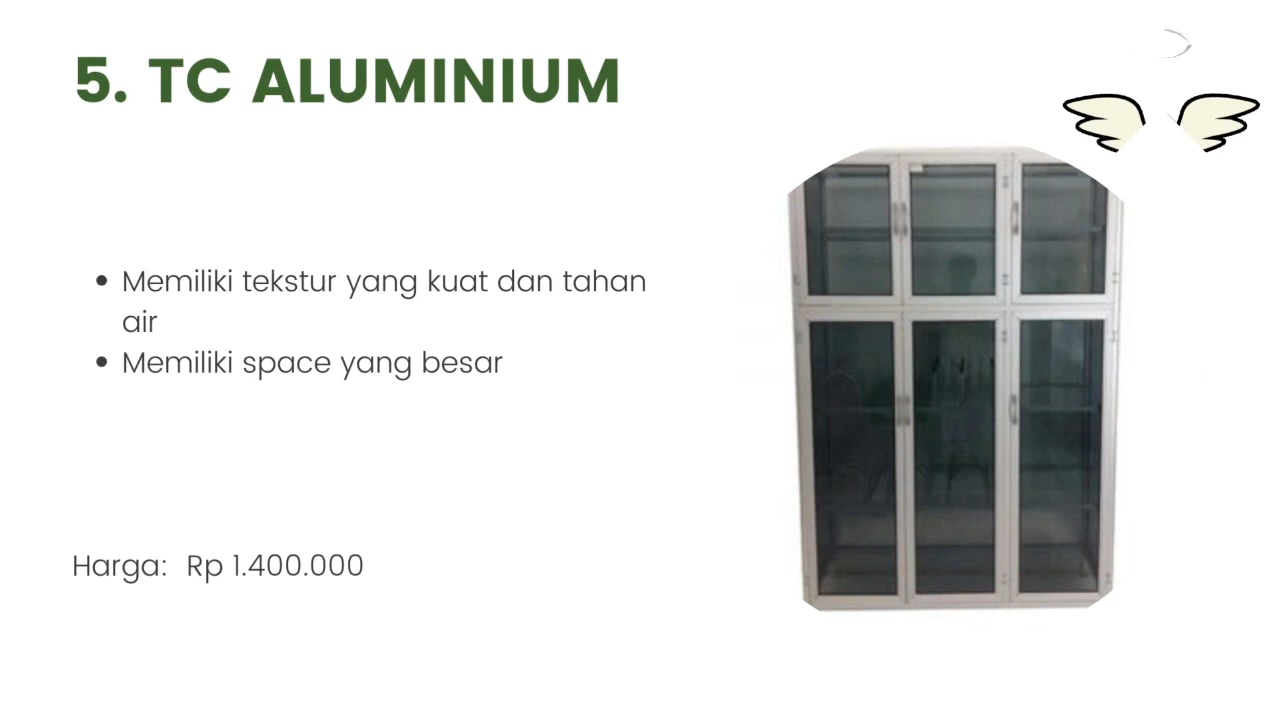 5. TC ALUMINIUM
• Memiliki tekstur yang kuat dan tahan
air
• Memiliki space yang besar
Harga: Rp 1.400.000